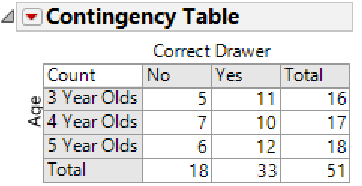 Contingency Table
Correct Drawer
Age
Count No Yes Total
3 Year Olds 5 11 16
4 Year Olds 7 10 17
5 Year Olds 6 12 18
Total 18 33 51